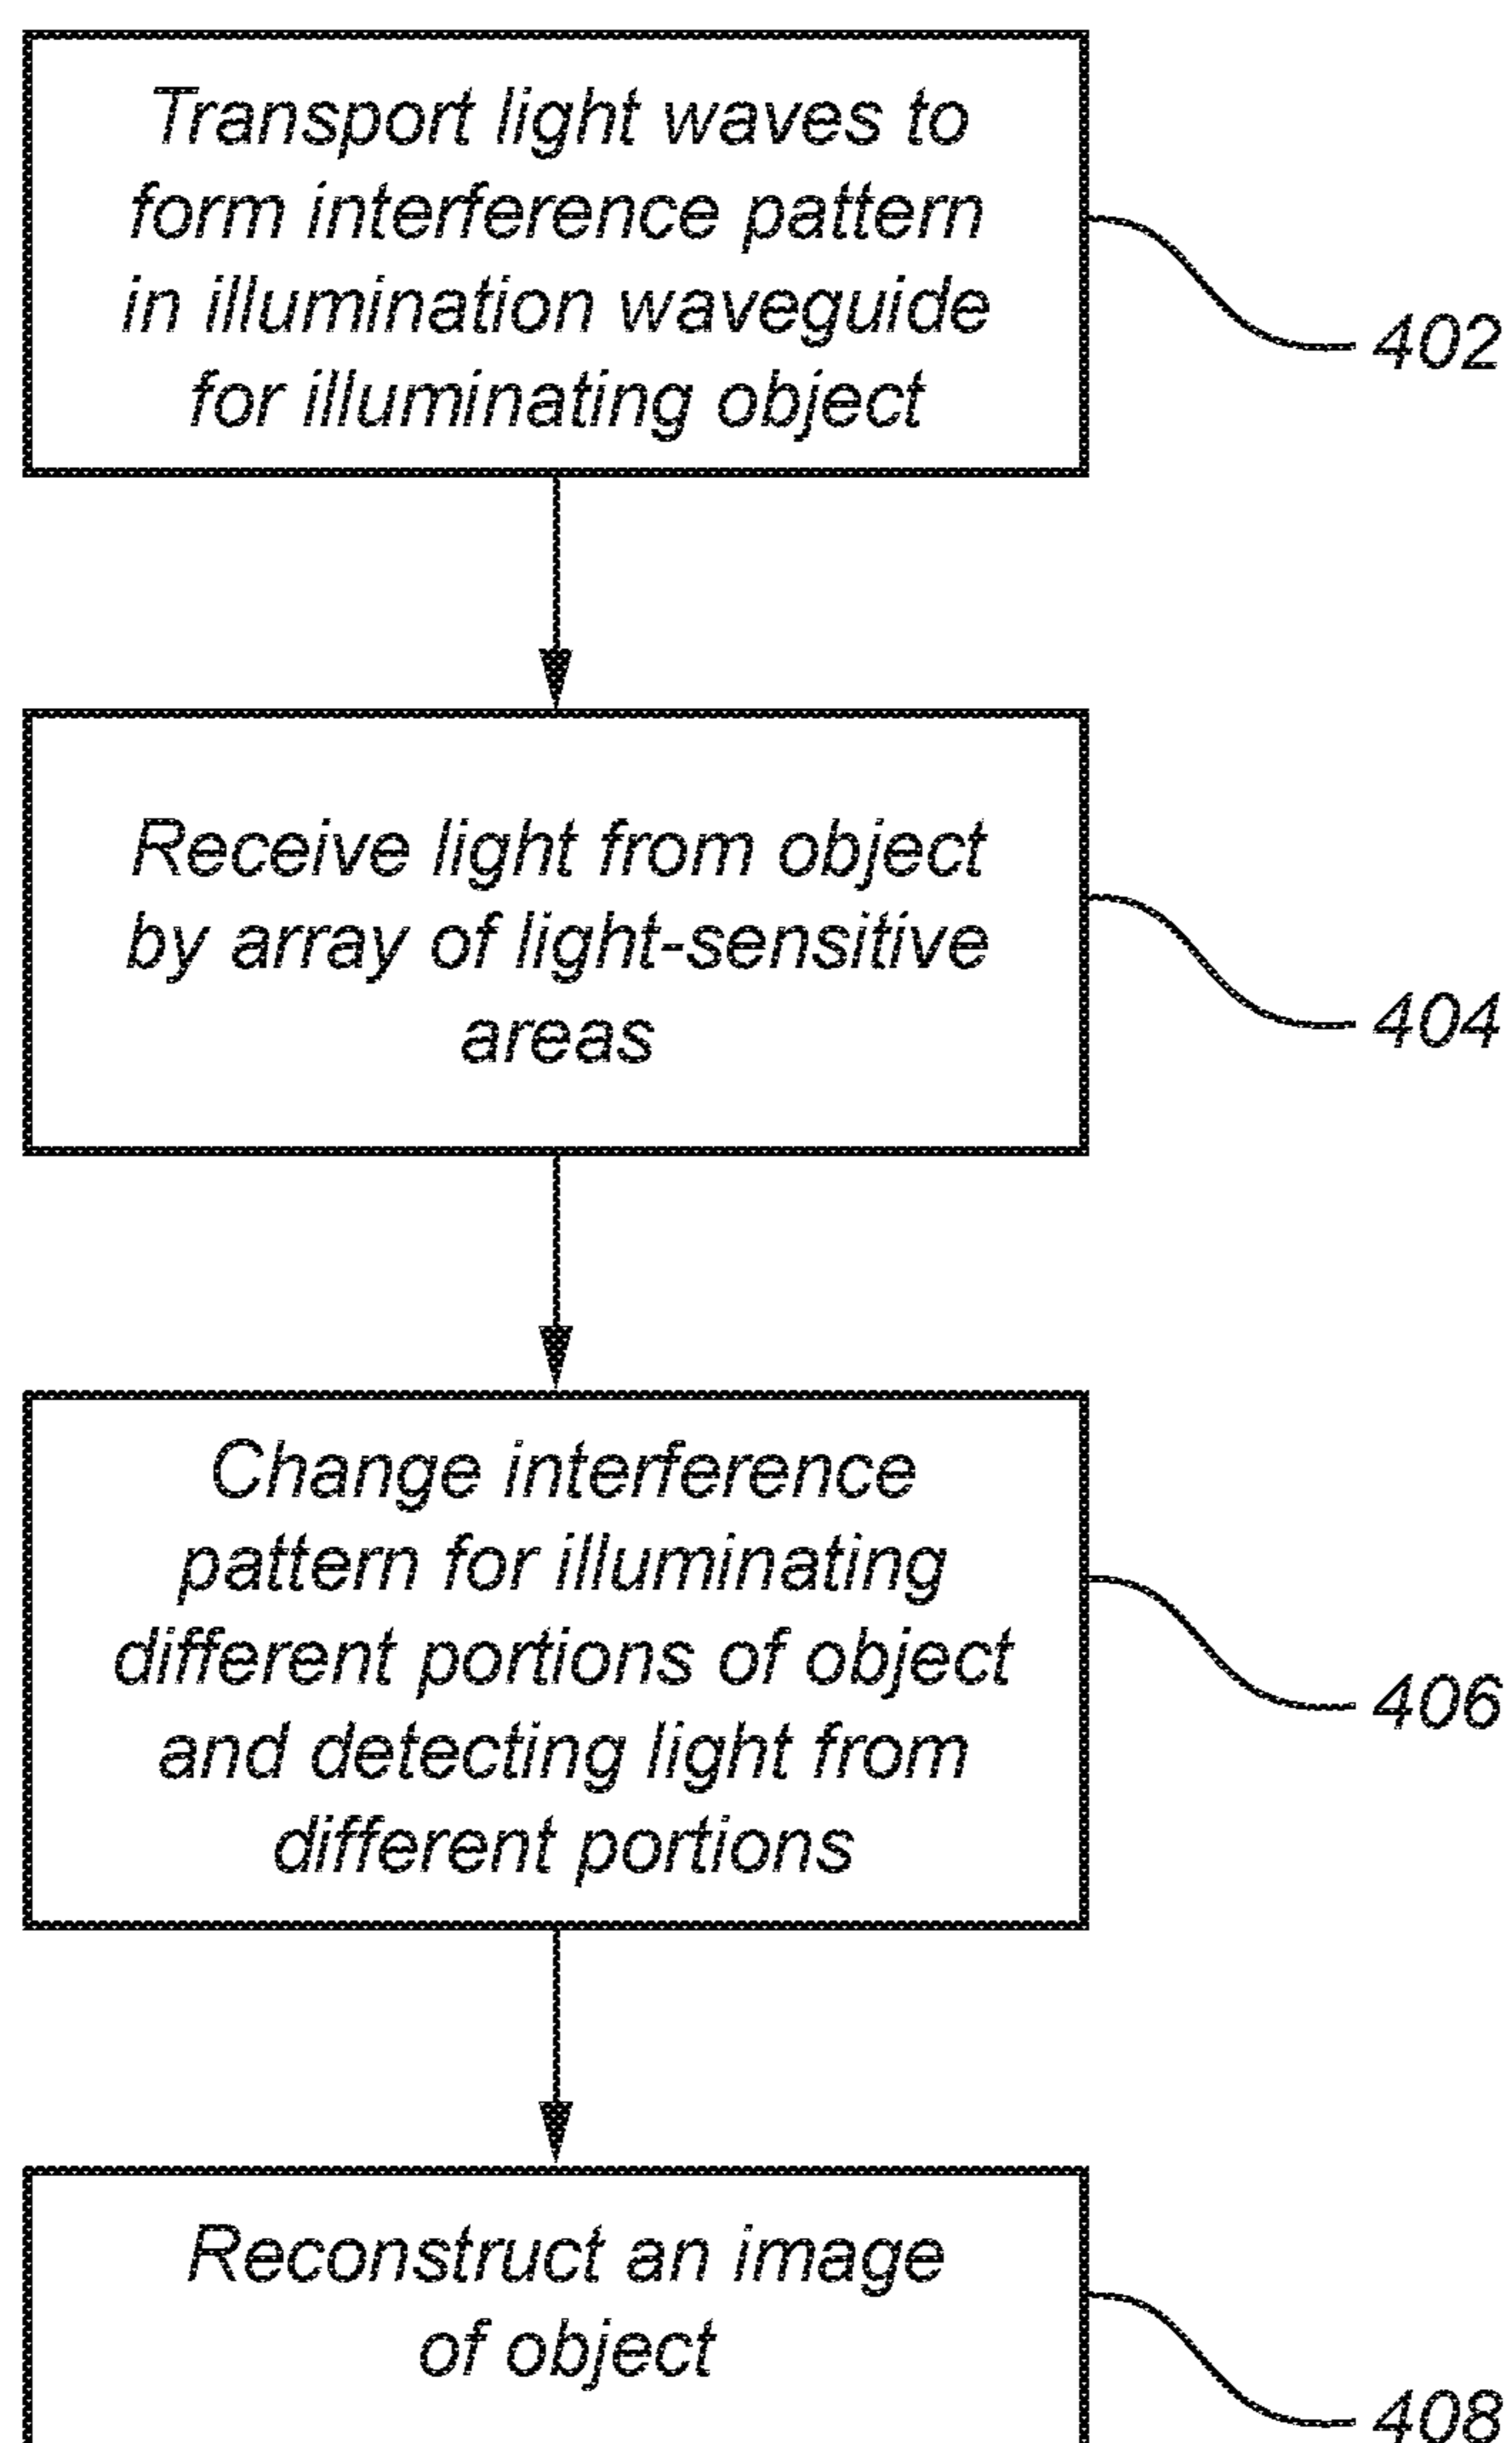 Transport light waves to
form interference pattern
in illumination waveguide
for illuminating object
402
Receive light from object
by array of light-sensitive
areas
404
Change interference
pattern for illuminating
different portions of object
and detecting light from
different portions
406
Reconstruct an image
of object
408